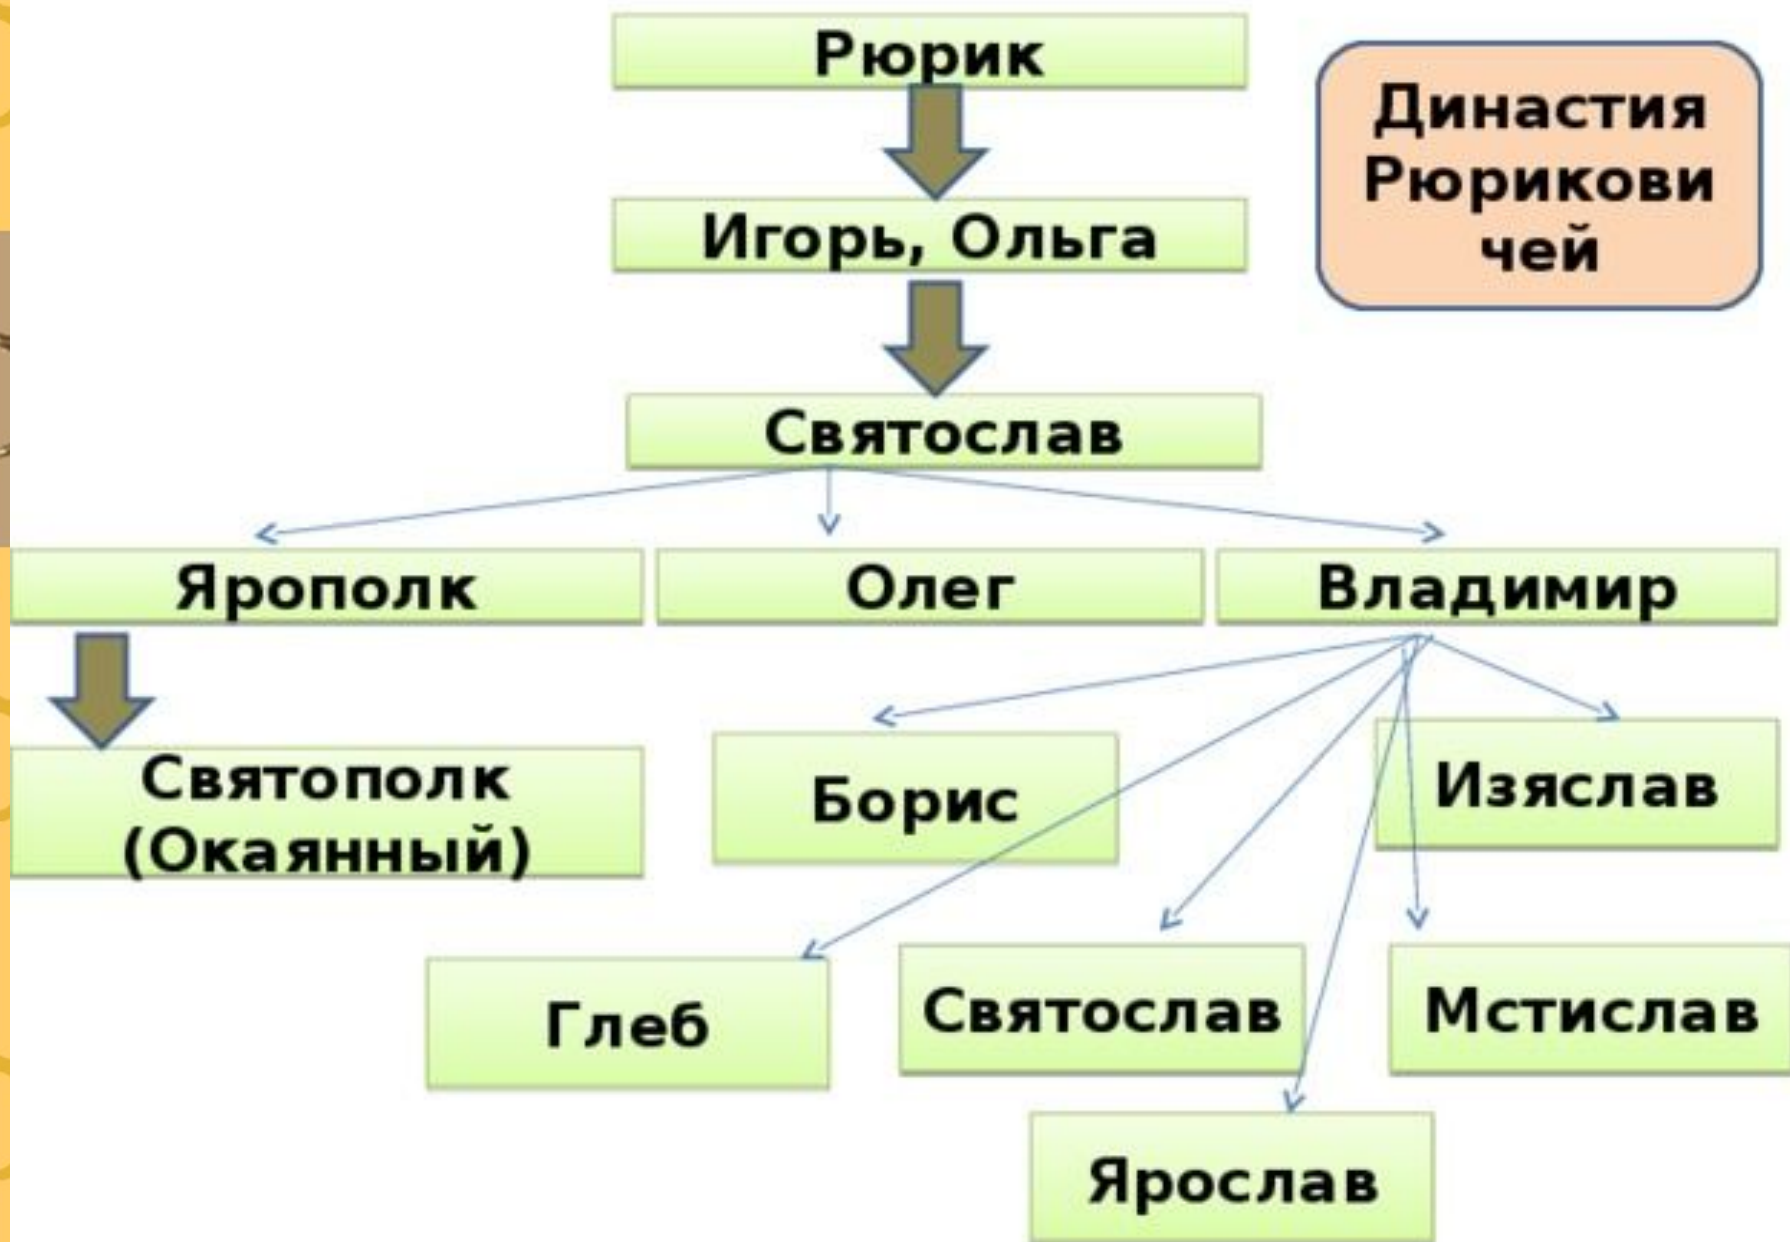 Рюрик
Династия
Рюрикови
чей
Игорь, Ольга
Святослав
Ярополк
Олег
Владимир
Святополк
(Окаянный)
Борис
Изяслав
Глеб
Святослав
Мстислав
Ярослав